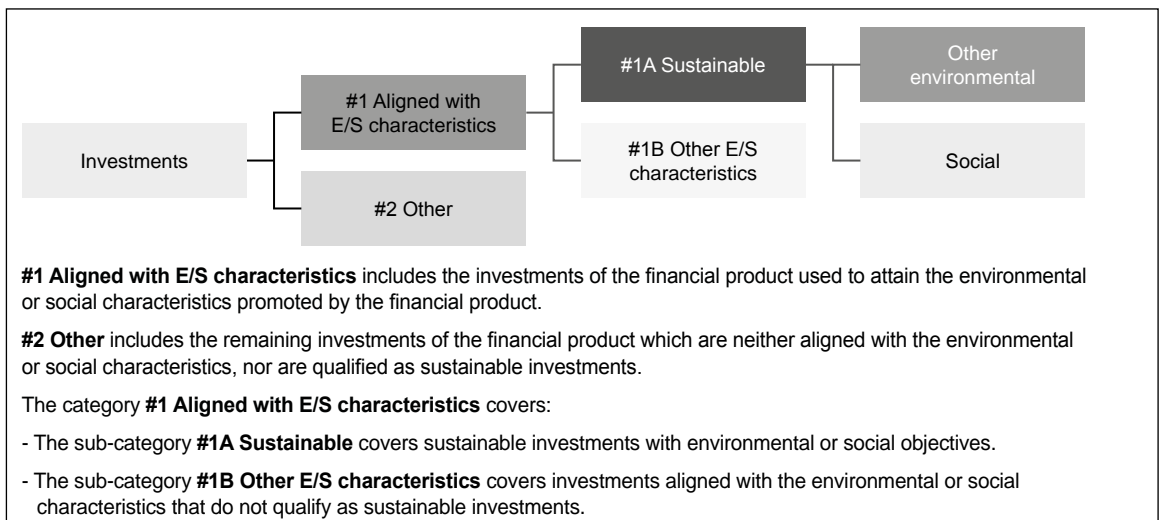 Investments
#1 Aligned with
E/S characteristics
#2 Other
#1A Sustainable
#1B Other E/S
characteristics
Other
environmental
Social
#1 Aligned with E/S characteristics includes the investments of the financial product used to attain the environmental
or social characteristics promoted by the financial product.
#2 Other includes the remaining investments of the financial product which are neither aligned with the environmental
or social characteristics, nor are qualified as sustainable investments.
The category #1 Aligned with E/S characteristics covers:
- The sub-category #1A Sustainable covers sustainable investments with environmental or social objectives.
- The sub-category #1B Other E/S characteristics covers investments aligned with the environmental or social
characteristics that do not qualify as sustainable investments.